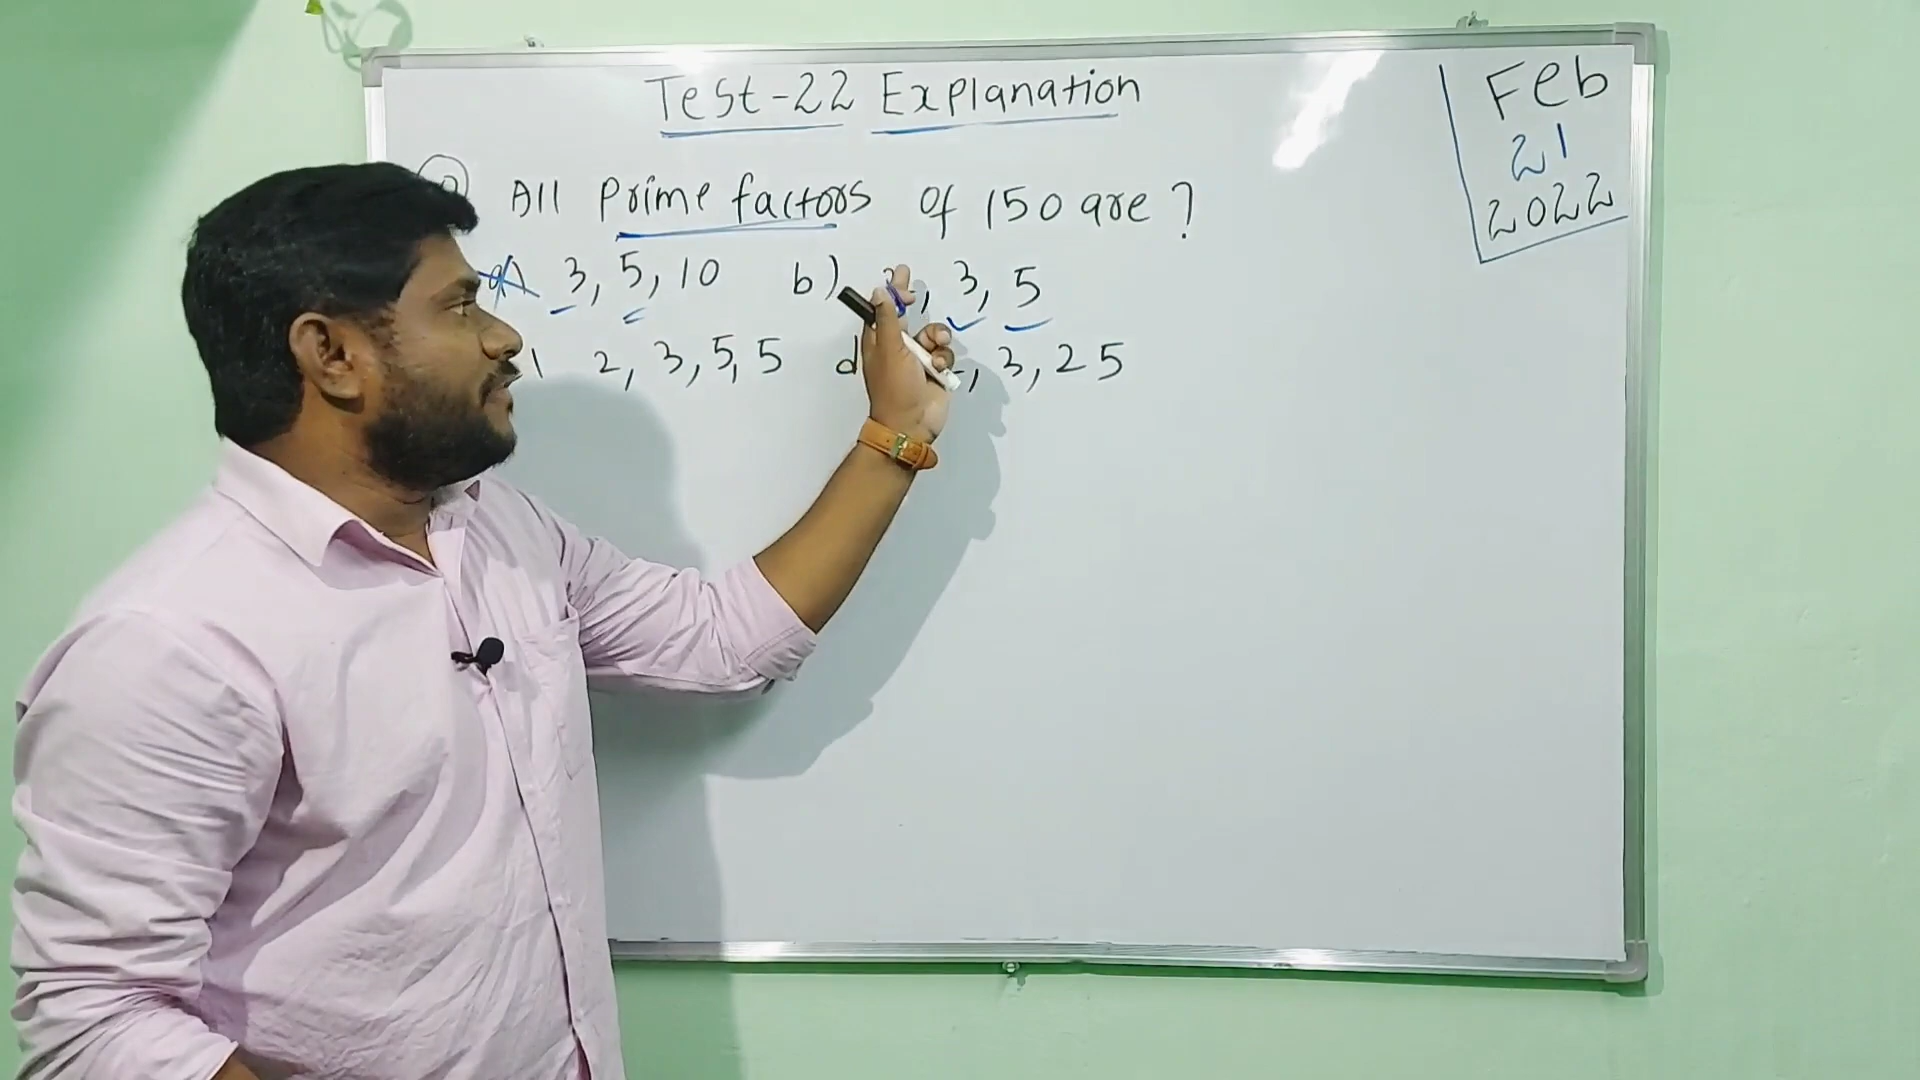 Test-22 Explanation
Feb
21
2022
All prime factors of 150 are ?
a) 3, 5, 10 b) , 3, 5
2, 3, 5, 5 d , 3, 25